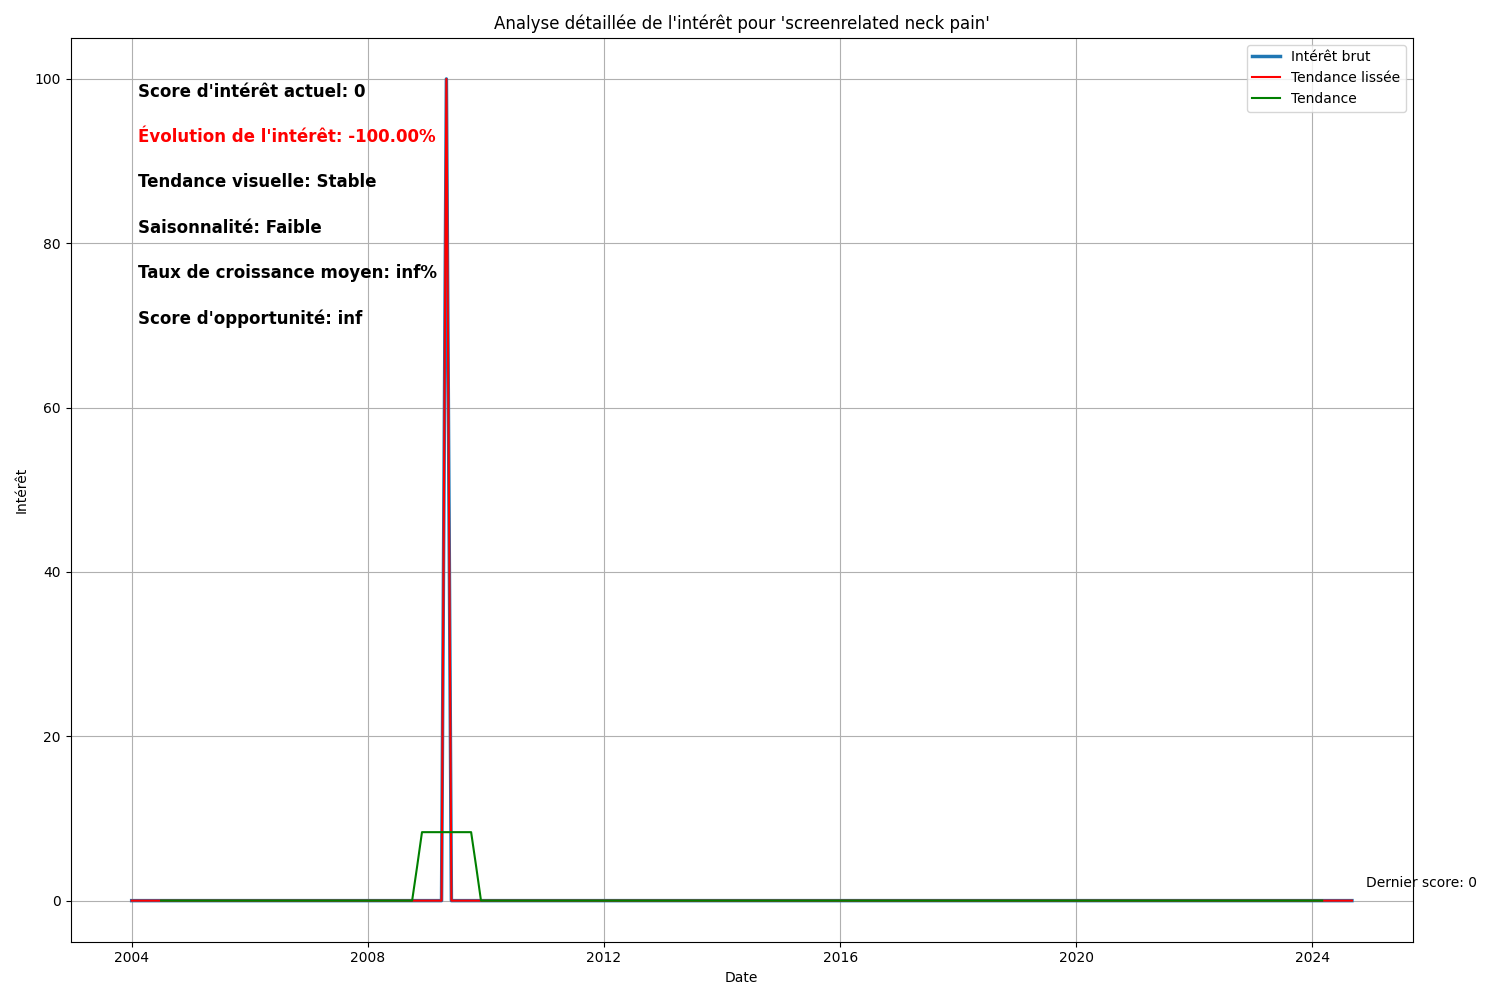 Analyse détaillée de l'intérêt pour 'screenrelated neck pain'
Intérêt brut
Tendance lissée
Tendance
Score d'intérêt actuel: 0
Évolution de l'intérêt: -100.00%
Tendance visuelle: Stable
Saisonnalité: Faible
Taux de croissance moyen: inf%
Score d'opportunité: inf
100
80
60
40
20
0
Intérêt
Dernier score: 0
2004 2008 2012 2016 2020 2024
Date